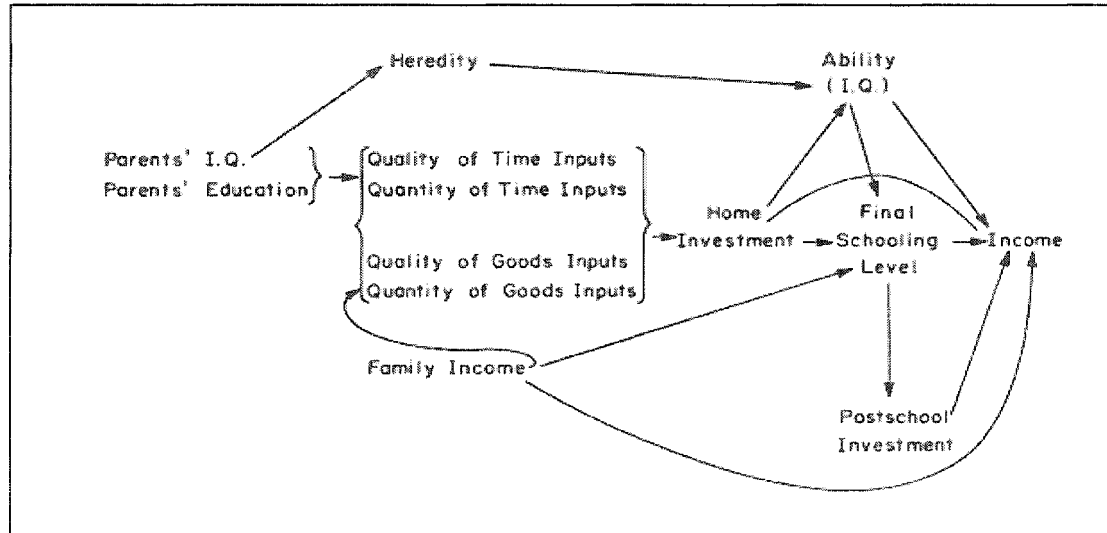 Heredity
Ability
(I.Q.)
Parents' I.Q.
Parents' Education
Quality of Time Inputs
Quantity of Time Inputs
Quality of Goods Inputs
Quantity of Goods Inputs
Home
Investment
Final
Schooling
Level
Income
Family Income
Postschool
Investment